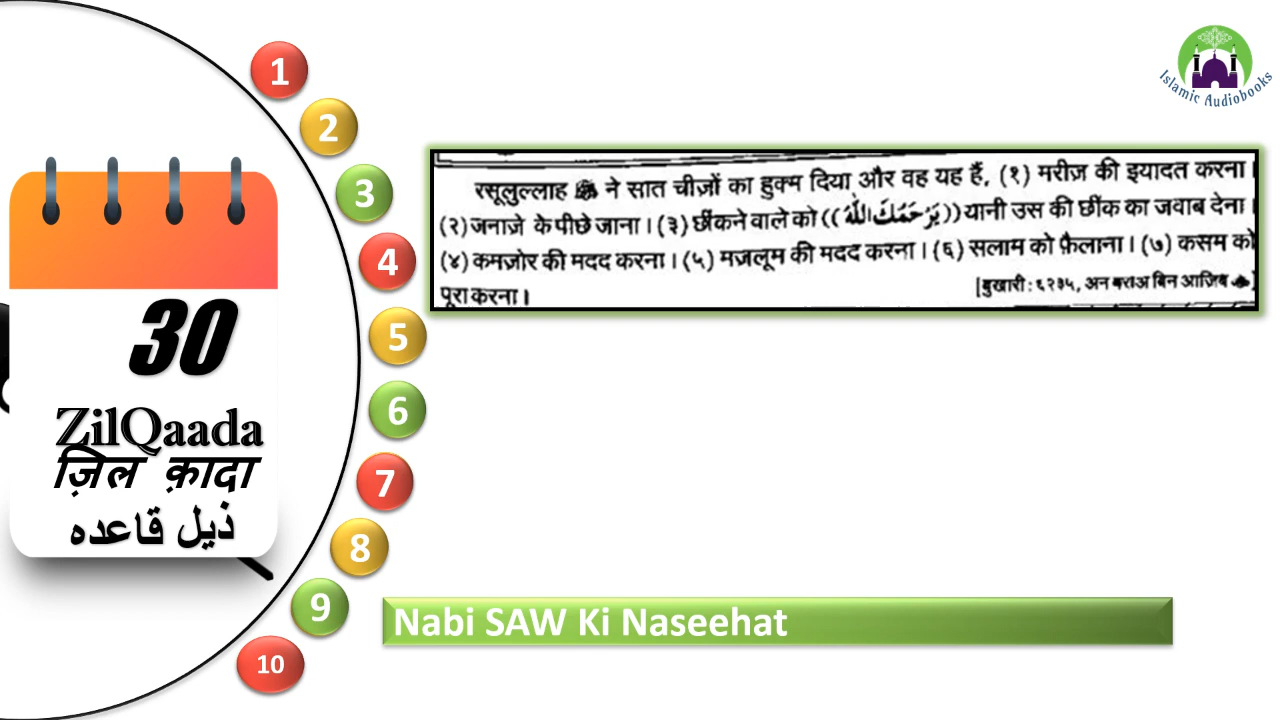 1
2
3
4
5
6
7
8
9
10
Islamic Audiobooks
30
ZilQaada
ज़िल क़ादा
ذیل قاعدہ
रसूलुल्लाह ﷺ ने सात चीज़ों का हुक्म दिया और वह यह हैं, (१) मरीज़ की इयादत करना।
(२) जनाजे के पीछे जाना। (३) छींकने वाले को ((يَرْحَمُكَ اللّٰهُ)) यानी उस की छींक का जवाब देना।
(४) कमज़ोर की मदद करना। (५) मज़लूम की मदद करना। (६) सलाम को फ़ैलाना। (७) कसम को
पूरा करना।
[बुखारी : ६२३५, अन बराअ बिन आजिब]
Nabi SAW Ki Naseehat